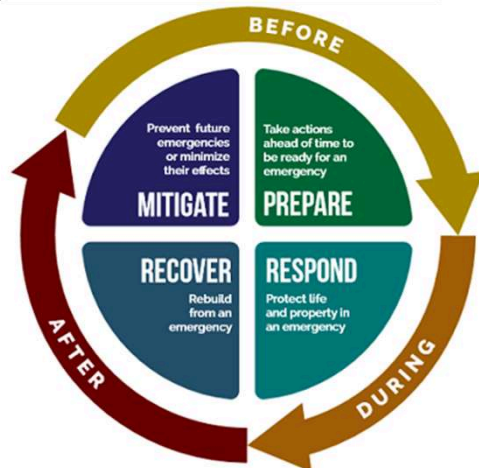 BEFORE
Prevent future
emergencies
or minimize
their effects
MITIGATE
Take actions
ahead of time to
be ready for an
emergency
PREPARE
RECOVER
Rebuild
from an
emergency
RESPOND
Protect life
and property in
an emergency
DURING
AFTER